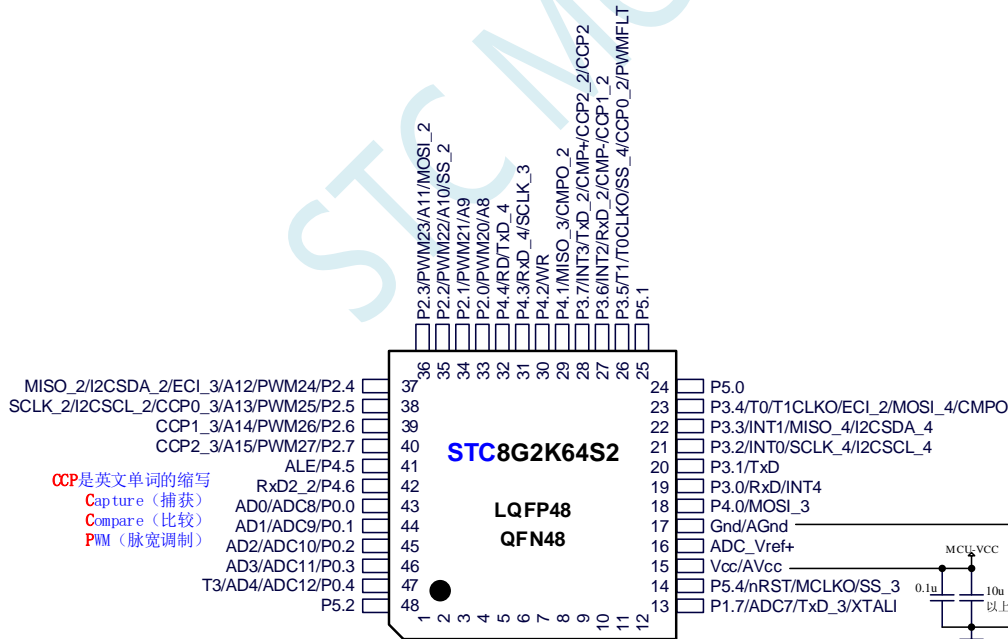 STC MC
P2.3/PWM23/A11/MOSI_2
P2.2/PWM22/A10/SS_2
P2.1/PWM21/A9
P2.0/PWM20/A8
P4.4/RD/TxD_4
P4.3/RxD_4/SCLK_3
P4.2/WR
P4.1/MISO_3/CMPO_2
P3.7/INT3/TxD_2/CMP+/CCP2_2/CCP2
P3.6/INT2/RxD_2/CMP-/CCP1_2
P3.5/T1/T0CLKO/SS_4/CCP0_2/PWMFLT
P5.1
36 35 34 33 32 31 30 29 28 27 26 25
MISO_2/I2CSDA_2/ECI_3/A12/PWM24/P2.4 37
SCLK_2/I2CSCL_2/CCP0_3/A13/PWM25/P2.5 38
CCP1_3/A14/PWM26/P2.6 39
CCP2_3/A15/PWM27/P2.7 40
ALE/P4.5 41
RxD2_2/P4.6 42
AD0/ADC8/P0.0 43
AD1/ADC9/P0.1 44
AD2/ADC10/P0.2 45
AD3/ADC11/P0.3 46
T3/AD4/ADC12/P0.4 47
P5.2 48
CCP是英文单词的缩写
Capture（捕获）
Compare（比较）
PWM（脉宽调制）
STC8G2K64S2
LQFP48
QFN48
24 P5.0
23 P3.4/T0/T1CLKO/ECI_2/MOSI_4/CMPO
22 P3.3/INT1/MISO_4/I2CSDA_4
21 P3.2/INT0/SCLK_4/I2CSCL_4
20 P3.1/TxD
19 P3.0/RxD/INT4
18 P4.0/MOSI_3
17 Gnd/AGnd
16 ADC_Vref+
15 Vcc/AVcc
14 P5.4/nRST/MCLKO/SS_3
13 P1.7/ADC7/TxD_3/XTALI
MCU-VCC
0.1u
10u
以上
1 2 3 4 5 6 7 8 9 10 11 12